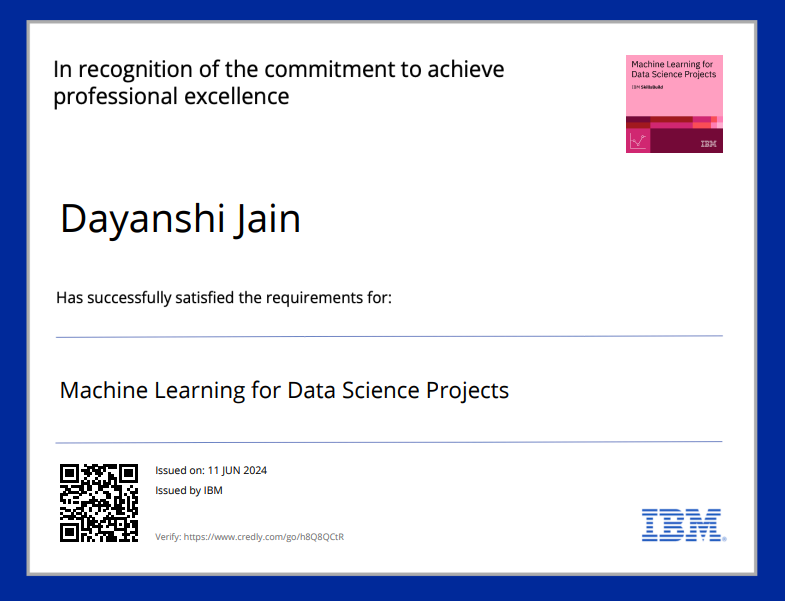 In recognition of the commitment to achieve
professional excellence
Machine Learning for
Data Science Projects
IBM SkillsBuild
IBM
Dayanshi Jain
Has successfully satisfied the requirements for:
Machine Learning for Data Science Projects
Issued on: 11 JUN 2024
Issued by IBM
Verify: https://www.credly.com/go/h8Q8QCtR
IBM®